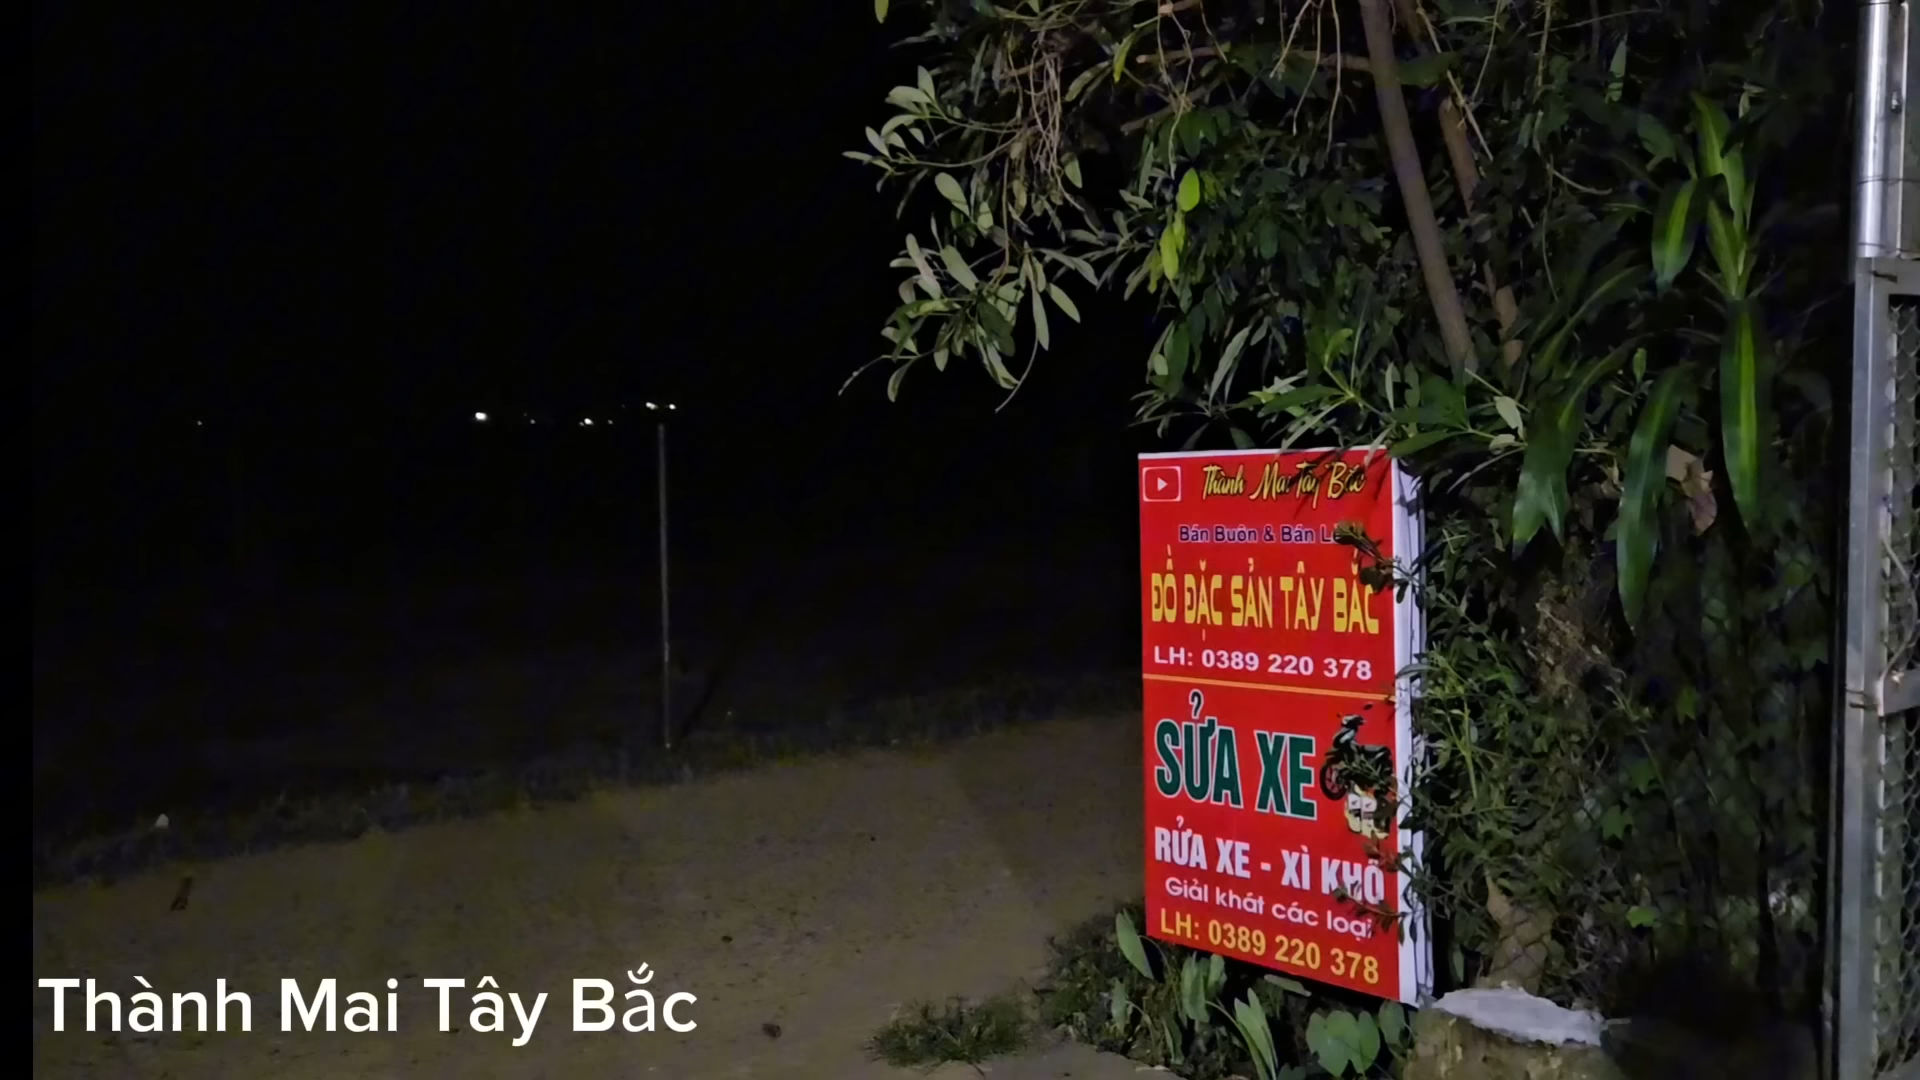 Thành Mai Tây Bắc
Bán Buôn & Bán Lẻ
ĐỒ ĐẶC SẢN TÂY BẮC
LH: 0389 220 378
SỬA XE
RỬA XE - XÌ KHÔ
Giải khát các loại
LH: 0389 220 378
Thành Mai Tây Bắc